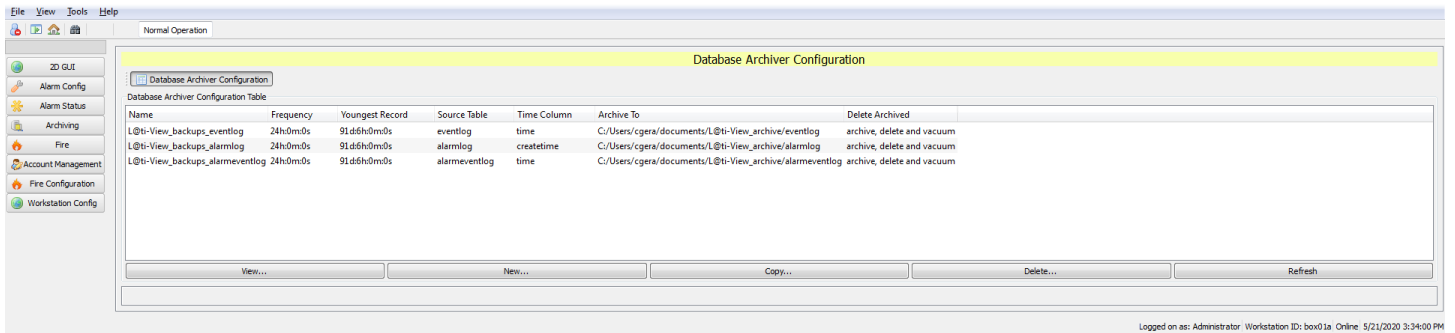 File View Tools Help
Normal Operation
2D GUI
Alarm Config
Alarm Status
Archiving
Fire
Account Management
Fire Configuration
Workstation Config
Database Archiver Configuration
Database Archiver Configuration
Database Archiver Configuration Table
Name Frequency Youngest Record Source Table Time Column Archive To Delete Archived
L@ti-View_backups_eventlog 24h:0m:0s 91d:6h:0m:0s eventlog time C:/Users/cgera/documents/L@ti-View_archive/eventlog archive, delete and vacuum
L@ti-View_backups_alarmlog 24h:0m:0s 91d:6h:0m:0s alarmlog createtime C:/Users/cgera/documents/L@ti-View_archive/alarmlog archive, delete and vacuum
L@ti-View_backups_alarmeventlog 24h:0m:0s 91d:6h:0m:0s alarmeventlog time C:/Users/cgera/documents/L@ti-View_archive/alarmeventlog archive, delete and vacuum
View... New... Copy... Delete... Refresh
Logged on as: Administrator Workstation ID: box01a Online 5/21/2020 3:34:00 PM